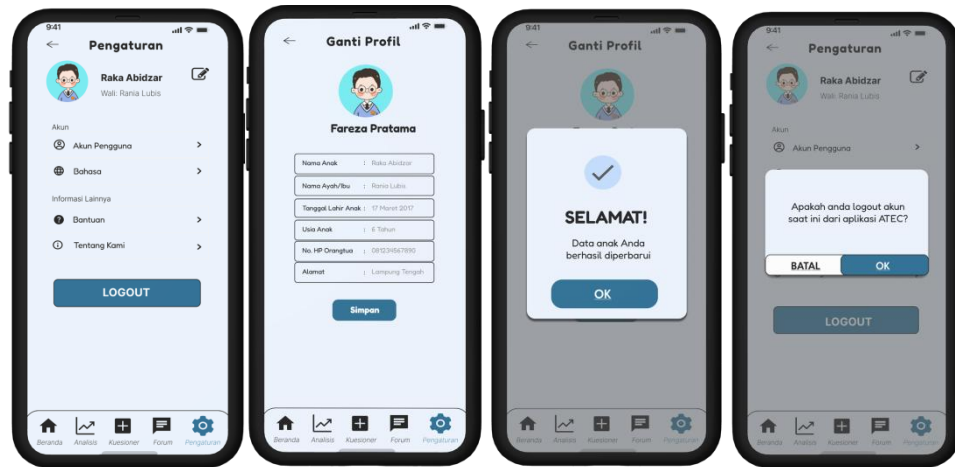 9:41
Pengaturan
Raka Abidzar
Wali: Rania Lubis
Akun
Akun Pengguna
Bahasa
Informasi Lainnya
Bantuan
Tentang Kami
LOGOUT
Beranda Analisis Kuesioner Forum Pengaturan
Ganti Profil
Fareza Pratama
Nama Anak : Raka Abidzar
Nama Ayah/Ibu : Rania Lubis
Tanggal Lahir Anak : 17 Maret 2017
Usia Anak : 6 Tahun
No. HP Orangtua : 081231567890
Alamat : Lampung Tengah
Simpan
Beranda Analisis Kuesioner Forum Pengaturan
9:41
Ganti Profil
SELAMAT!
Data anak Anda
berhasil diperbarui
OK
Beranda Analisis Kuesioner Forum Pengaturan
9:41
Pengaturan
Raka Abidzar
Wali: Rania Lubis
Akun
Akun Pengguna
Apakah anda logout akun
saat ini dari aplikasi ATEC?
BATAL OK
LOGOUT
Beranda Analisis Kuesioner Forum Pengaturan